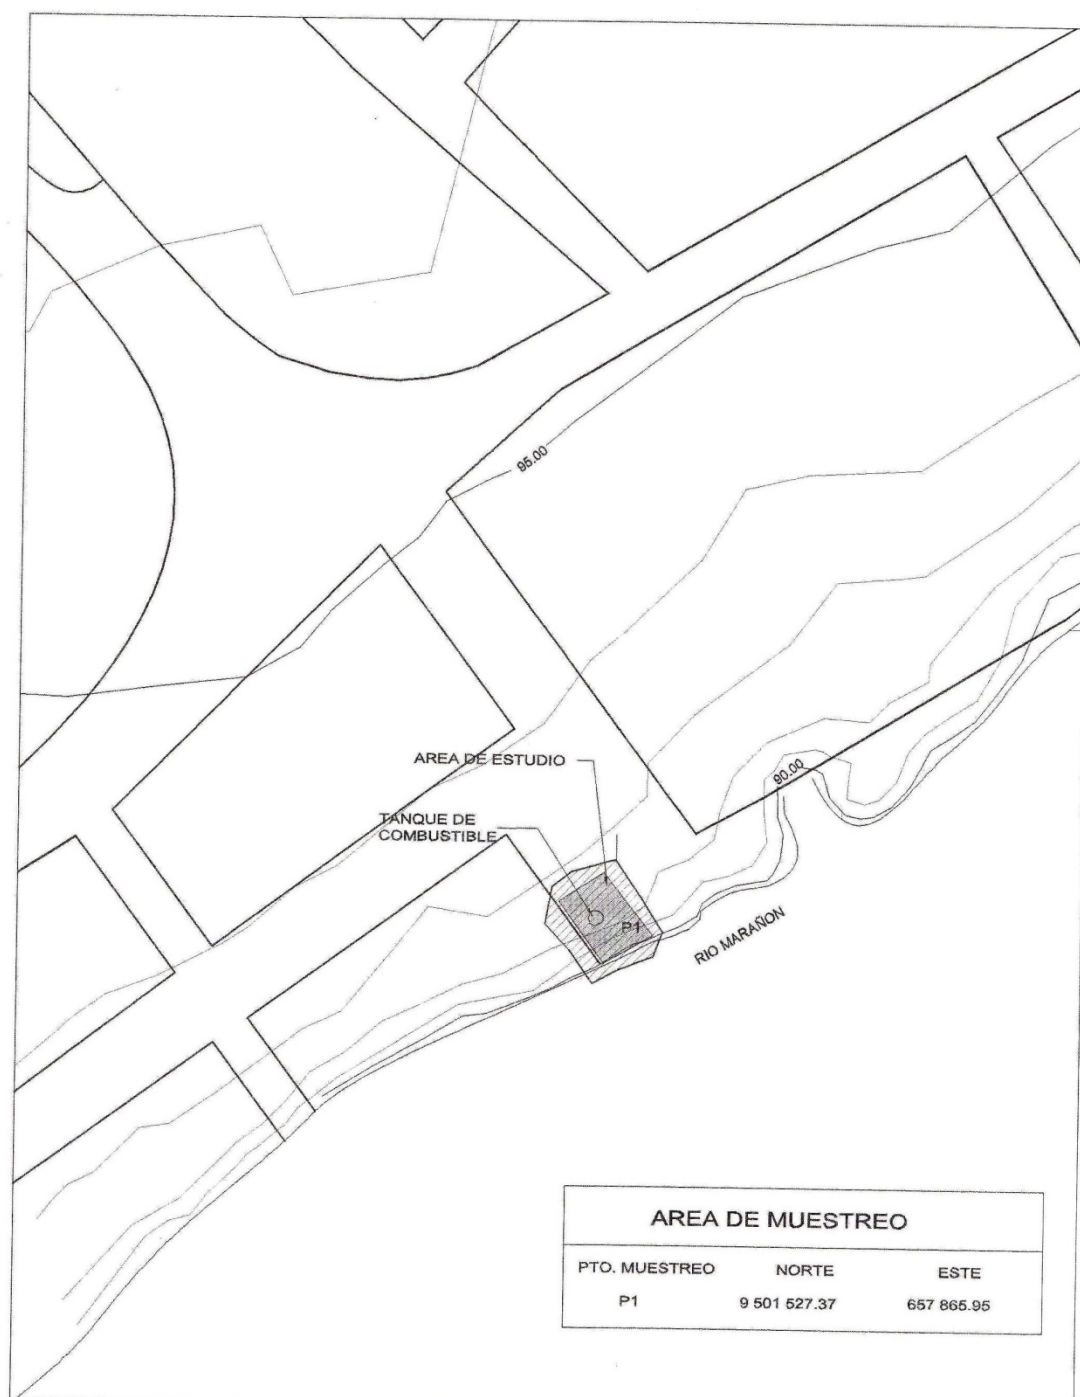 95.00
AREA DE ESTUDIO
90.00
TANQUE DE
COMBUSTIBLE
P1
RIO MARAÑON
AREA DE MUESTREO
PTO. MUESTREO NORTE ESTE
P1 9 501 527.37 657 865.95